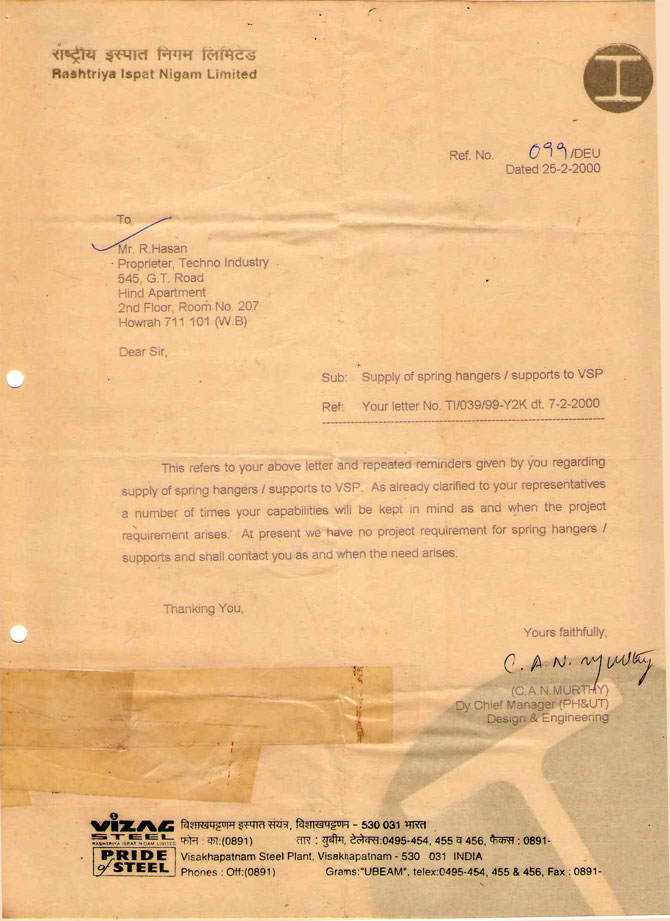 राष्ट्रीय इस्पात निगम लिमिटेड
Rashtriya Ispat Nigam Limited
Ref. No. 099/DEU
Dated 25-2-2000
To
Mr. R.Hasan
Proprieter, Techno Industry
545, G.T. Road
Hind Apartment
2nd Floor, Room No. 207
Howrah 711 101 (W.B)
Dear Sir,
Sub: Supply of spring hangers / supports to VSP
Ref: Your letter No. TI/039/99-Y2K dt. 7-2-2000
This refers to your above letter and repeated reminders given by you regarding
supply of spring hangers / supports to VSP. As already clarified to your representatives
a number of times your capabilities will be kept in mind as and when the project
requirement arises. At present we have no project requirement for spring hangers /
supports and shall contact you as and when the need arises.
Thanking You,
Yours faithfully,
C. A. N. Murthy
(C.A.N.MURTHY)
Dy.Chief Manager (PH&UT)
Design & Engineering
VIZAG STEEL
RASHTRIYA ISPAT NIGAM LIMITED
PRIDE of STEEL
विशाखपट्टणम इस्पात संयंत्र, विशाखपट्टणन - 530 031 भारत
फोन : का:(0891) तार : युबीम, टेलेक्स:0495-454, 455 व 456, फैकस : 0891-
Visakhapatnam Steel Plant, Visakhapatnam - 530 031 INDIA
Phones : Off:(0891) Grams:"UBEAM", telex:0495-454, 455 & 456, Fax : 0891-